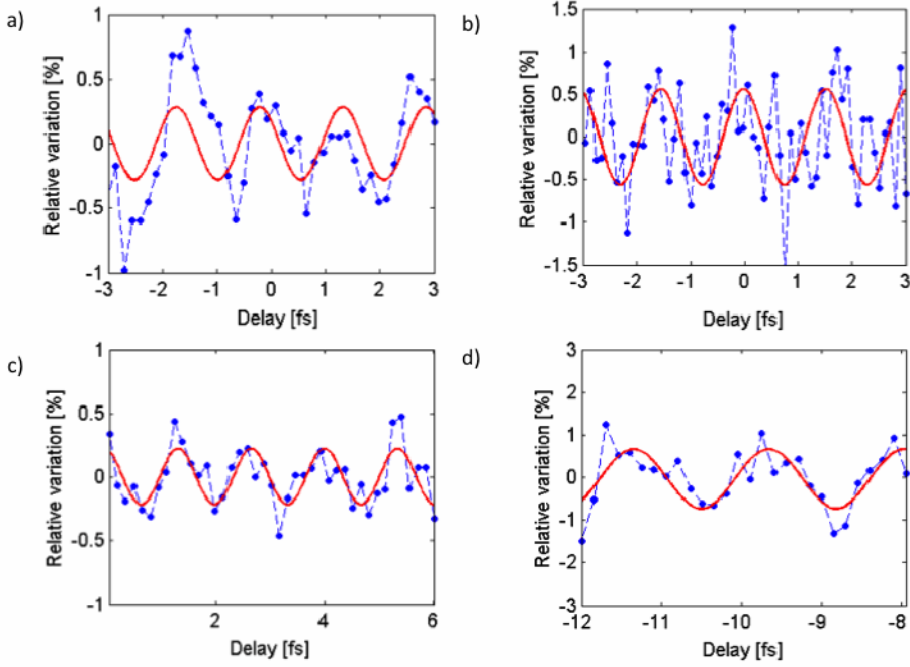 a)
Relative variation [%]
1
0.5
0
-0.5
-1
-3 -2 -1 0 1 2 3
Delay [fs]
b)
Relative variation [%]
1.5
1
0.5
0
-0.5
-1
-1.5
-3 -2 -1 0 1 2 3
Delay [fs]
c)
Relative variation [%]
1
0.5
0
-0.5
-1
2 4 6
Delay [fs]
d)
Relative variation [%]
3
2
1
0
-1
-2
-3
-12 -11 -10 -9 -8
Delay [fs]